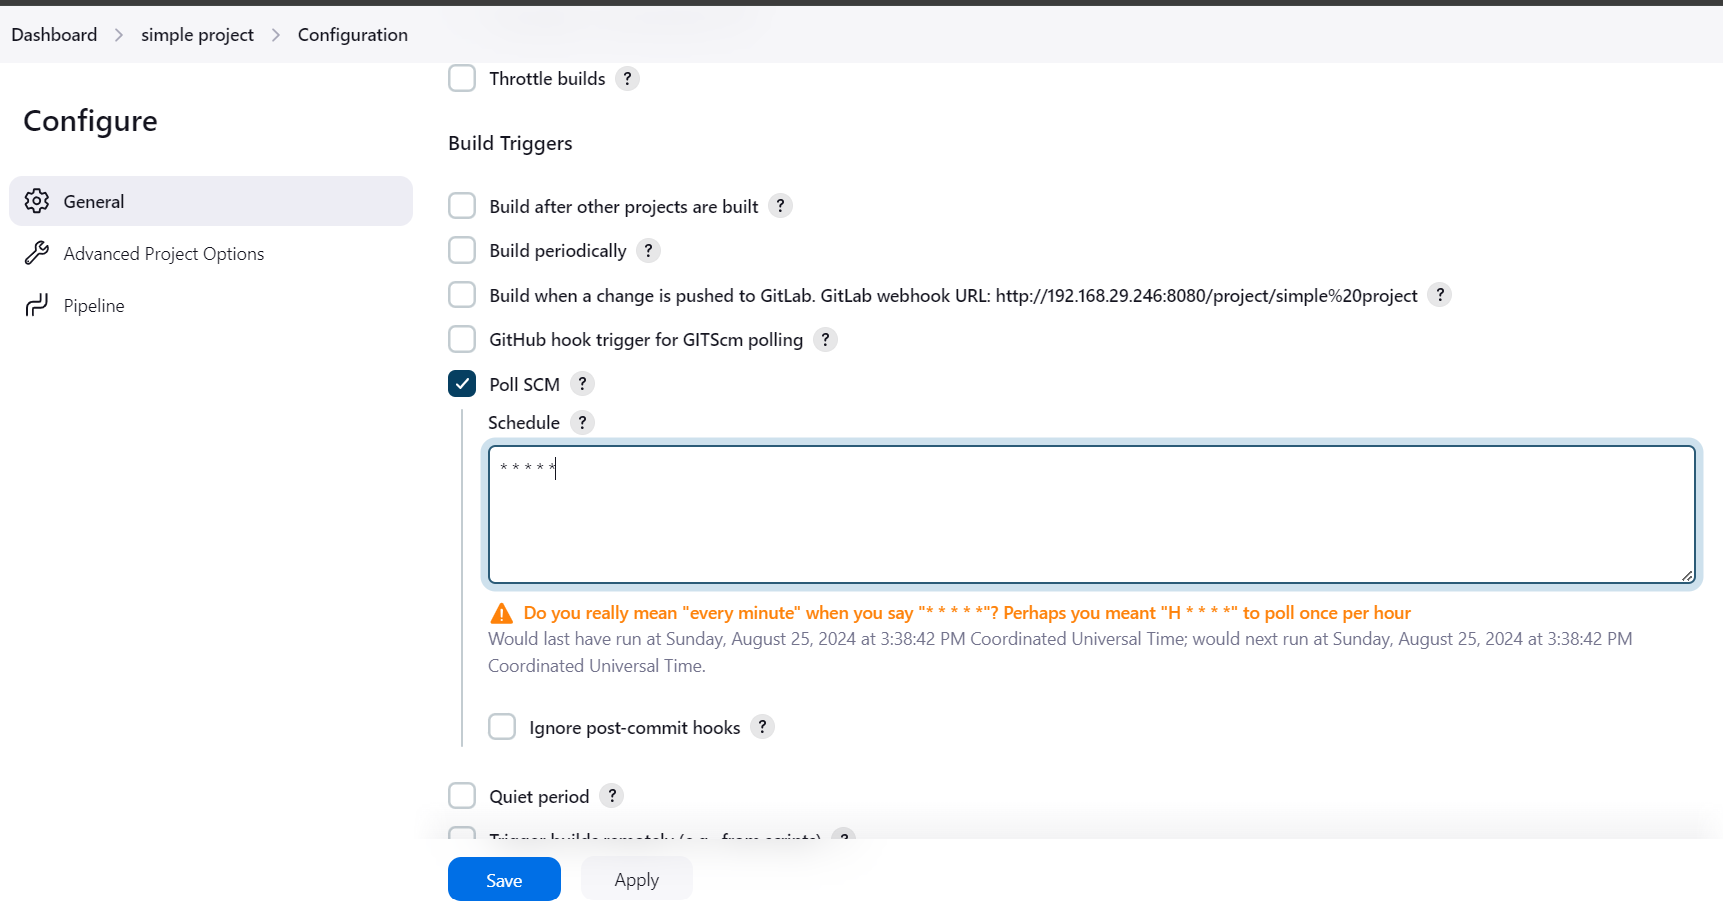 Dashboard > simple project > Configuration
Configure
General
Advanced Project Options
Pipeline
Throttle builds ?
Build Triggers
Build after other projects are built ?
Build periodically ?
Build when a change is pushed to GitLab. GitLab webhook URL: http://192.168.29.246:8080/project/simple%20project ?
GitHub hook trigger for GITScm polling ?
Poll SCM ?
Schedule ?
* * * * *
Do you really mean "every minute" when you say "* * * * *"? Perhaps you meant "H * * * *" to poll once per hour
Would last have run at Sunday, August 25, 2024 at 3:38:42 PM Coordinated Universal Time; would next run at Sunday, August 25, 2024 at 3:38:42 PM
Coordinated Universal Time.
Ignore post-commit hooks ?
Quiet period ?
Trigger builds remotely (e.g., from scripts) ?
Save
Apply